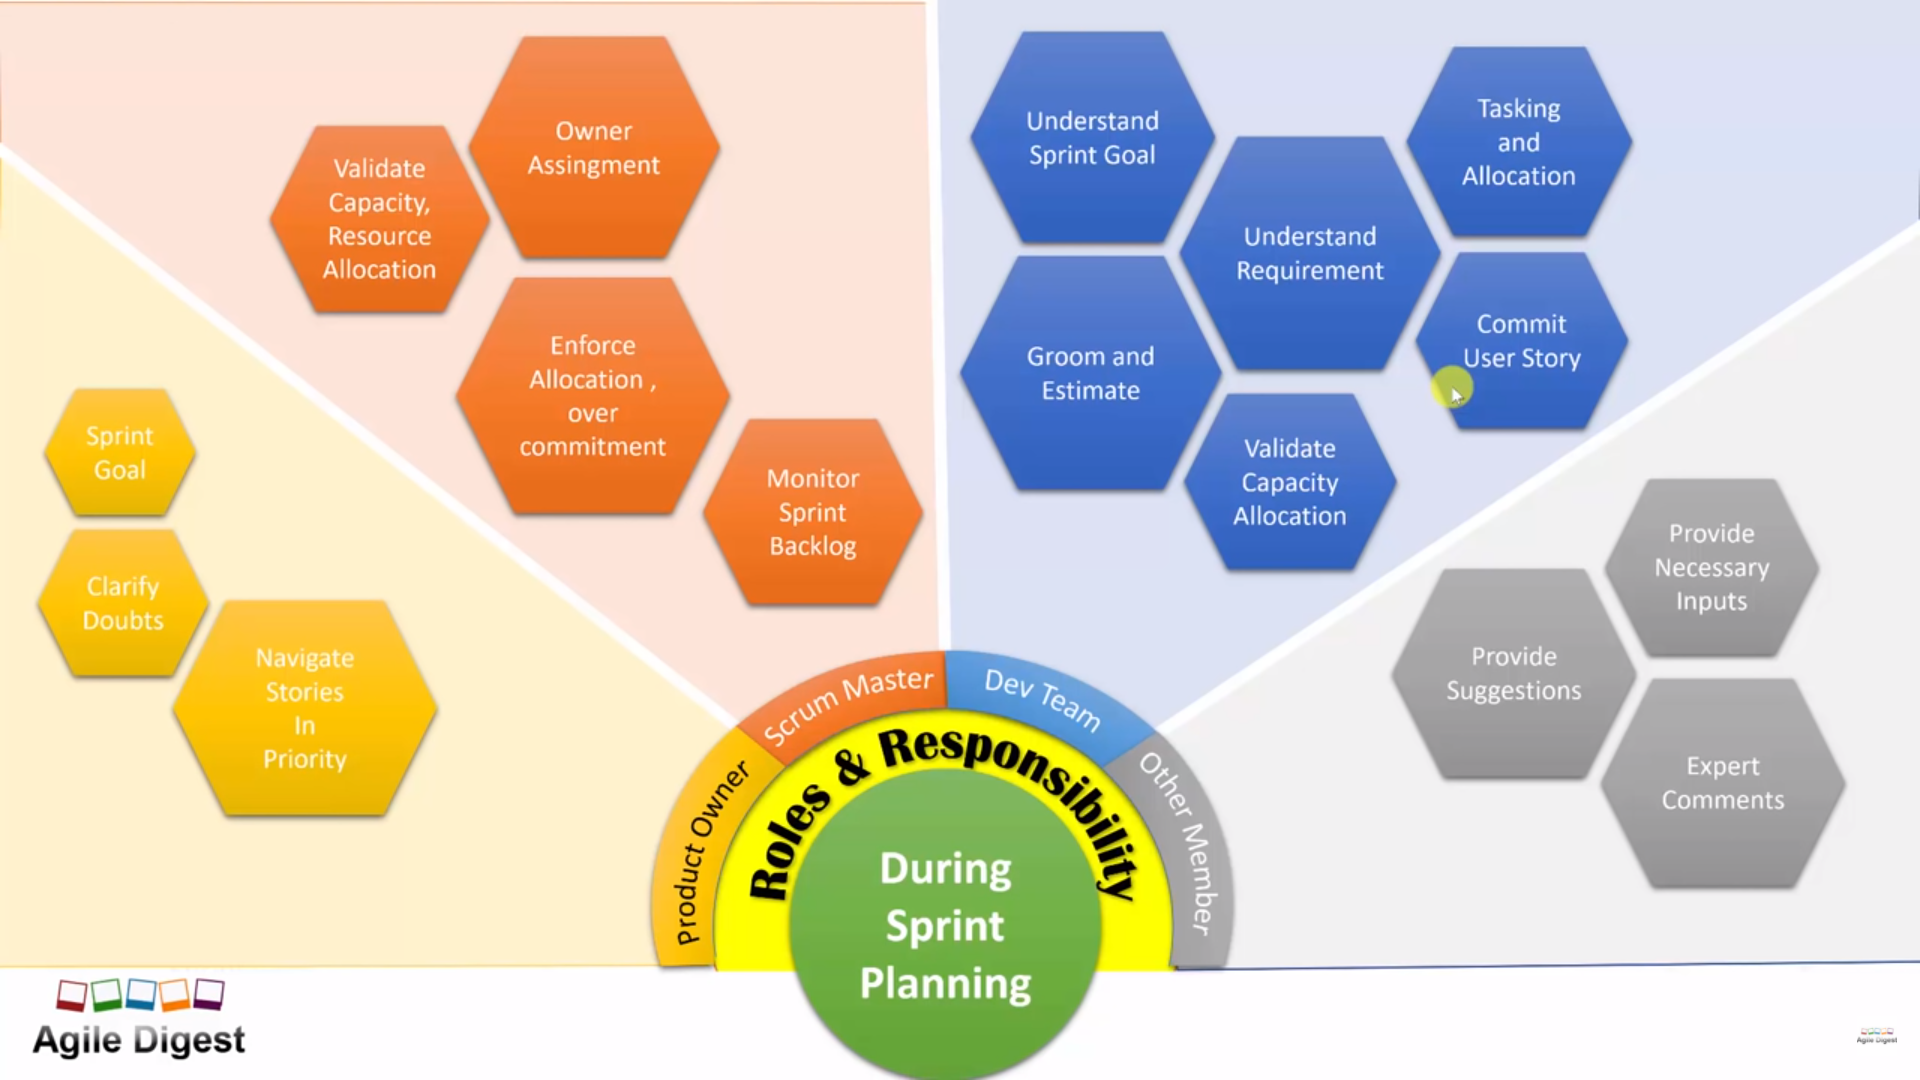 Owner
Assingment
Validate
Capacity,
Resource
Allocation
Enforce
Allocation ,
over
commitment
Monitor
Sprint
Backlog
Understand
Sprint Goal
Tasking
and
Allocation
Understand
Requirement
Groom and
Estimate
Commit
User Story
Validate
Capacity
Allocation
Sprint
Goal
Clarify
Doubts
Navigate
Stories
In
Priority
Provide
Necessary
Inputs
Provide
Suggestions
Expert
Comments
Product Owner
Scrum Master
Dev Team
Other Member
Roles & Responsibility
During
Sprint
Planning
Agile Digest
Agile Digest